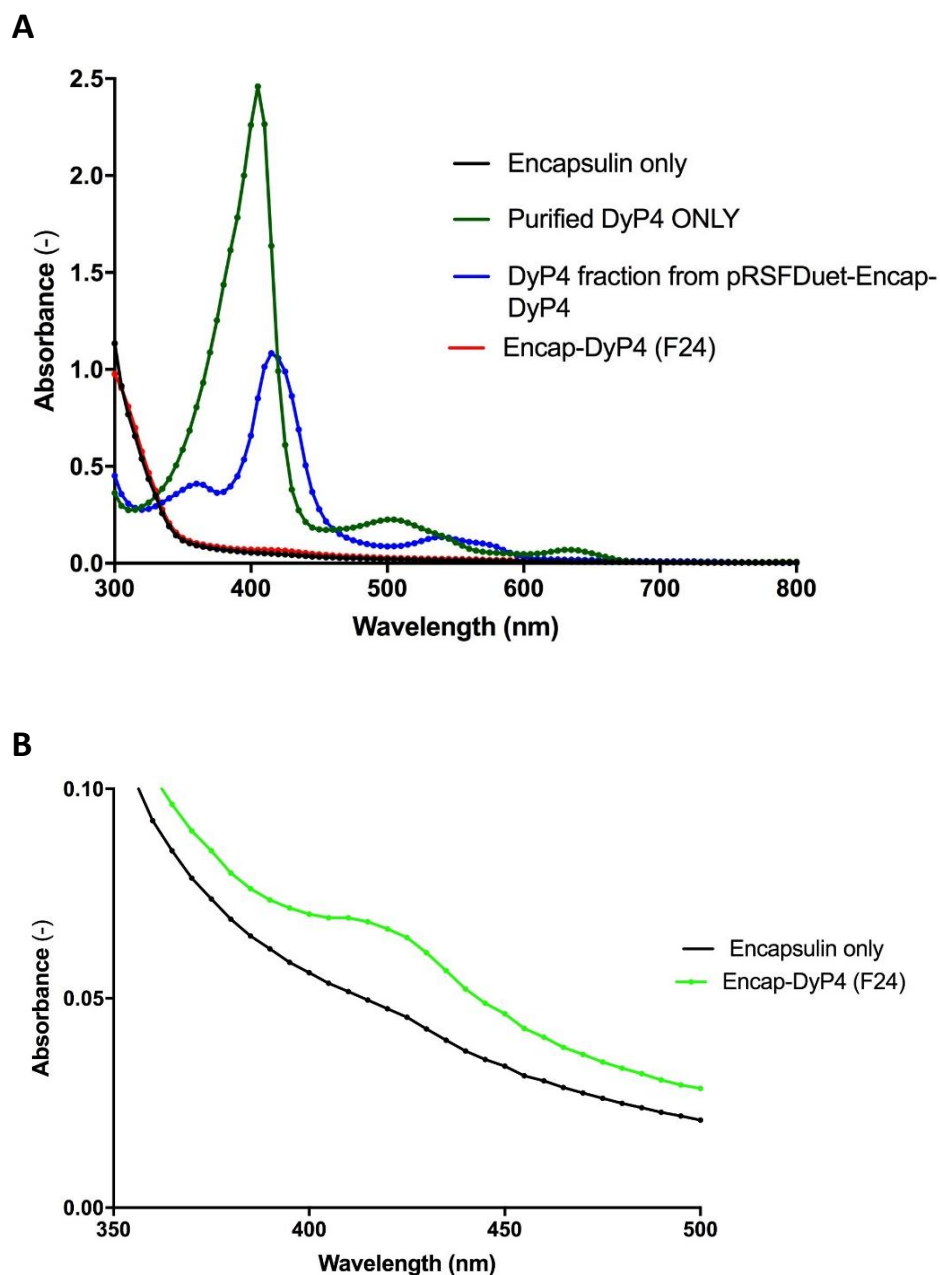 A
2.5
2.0
1.5
1.0
0.5
0.0
300 400 500 600 700 800
Absorbance (-)
Wavelength (nm)
Encapsulin only
Purified DyP4 ONLY
DyP4 fraction from pRSFDuet-Encap-
DyP4
Encap-DyP4 (F24)
B
0.10
0.05
0.00
350 400 450 500
Absorbance (-)
Wavelength (nm)
Encapsulin only
Encap-DyP4 (F24)